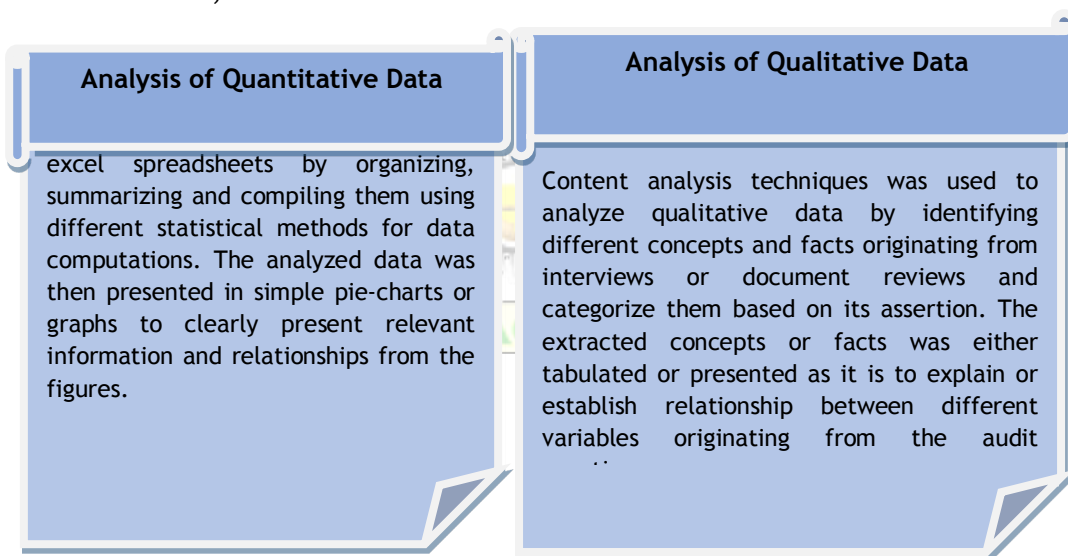 Analysis of Quantitative Data
excel spreadsheets by organizing,
summarizing and compiling them using
different statistical methods for data
computations. The analyzed data was
then presented in simple pie-charts or
graphs to clearly present relevant
information and relationships from the
figures.
Analysis of Qualitative Data
Content analysis techniques was used to
analyze qualitative data by identifying
different concepts and facts originating from
interviews or document reviews and
categorize them based on its assertion. The
extracted concepts or facts was either
tabulated or presented as it is to explain or
establish relationship between different
variables originating from the audit